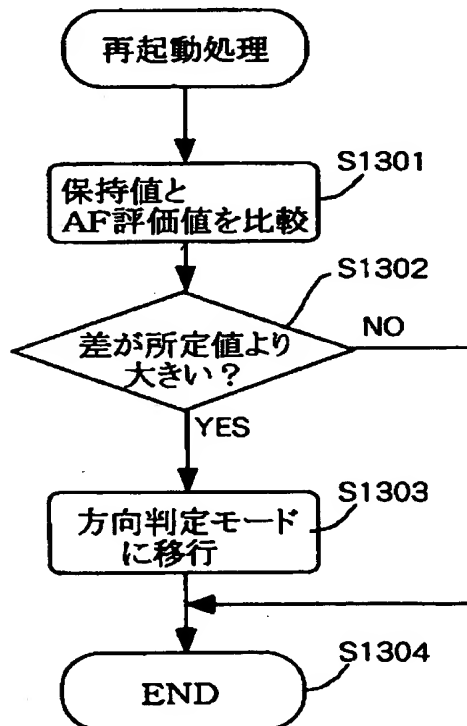 再起動処理
S1301
保持値と
AF評価値を比較
S1302
差が所定値より
大きい？
NO
YES
S1303
方向判定モード
に移行
S1304
END